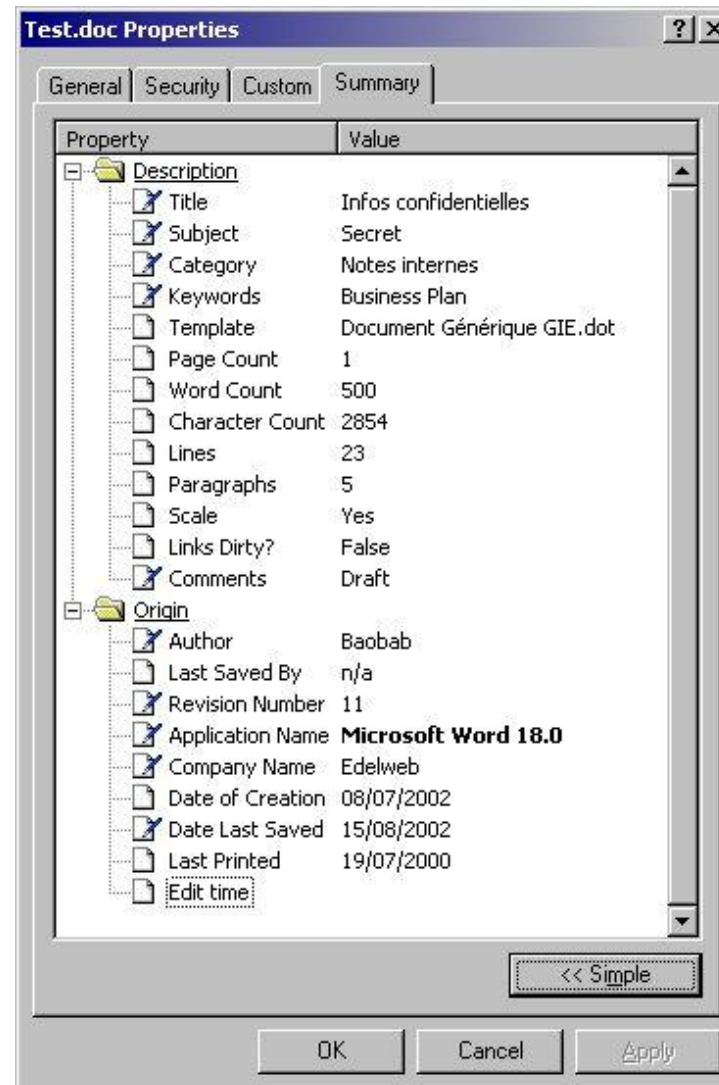 Test.doc Properties
General Security Custom Summary
Property Value
Description
Title Infos confidentielles
Subject Secret
Category Notes internes
Keywords Business Plan
Template Document Générique GIE.dot
Page Count 1
Word Count 500
Character Count 2854
Lines 23
Paragraphs 5
Scale Yes
Links Dirty? False
Comments Draft
Origin
Author Baobab
Last Saved By n/a
Revision Number 11
Application Name Microsoft Word 18.0
Company Name Edelweb
Date of Creation 08/07/2002
Date Last Saved 15/08/2002
Last Printed 19/07/2000
Edit time
<< Simple
OK Cancel Apply